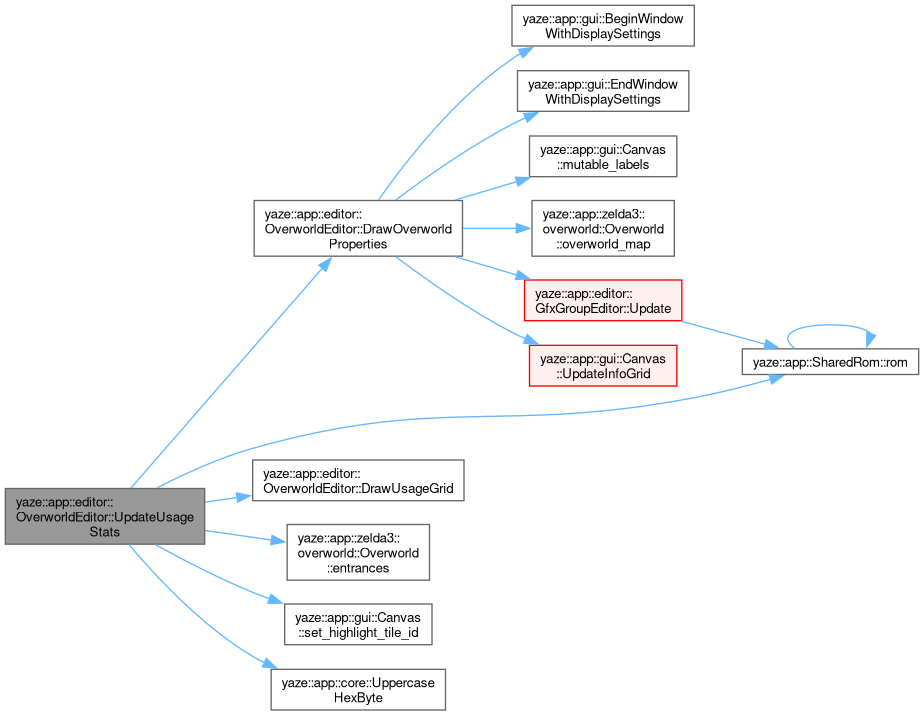 yaze::app::gui::BeginWindow
WithDisplaySettings
yaze::app::gui::EndWindow
WithDisplaySettings
yaze::app::gui::Canvas
::mutable_labels
yaze::app::editor::
OverworldEditor::DrawOverworld
Properties
yaze::app::zelda3::
overworld::Overworld
::overworld_map
yaze::app::editor::
GfxGroupEditor::Update
yaze::app::gui::Canvas
::UpdateInfoGrid
yaze::app::SharedRom::rom
yaze::app::editor::
OverworldEditor::DrawUsageGrid
yaze::app::editor::
OverworldEditor::UpdateUsage
Stats
yaze::app::zelda3::
overworld::Overworld
::entrances
yaze::app::gui::Canvas
::set_highlight_tile_id
yaze::app::core::Uppercase
HexByte